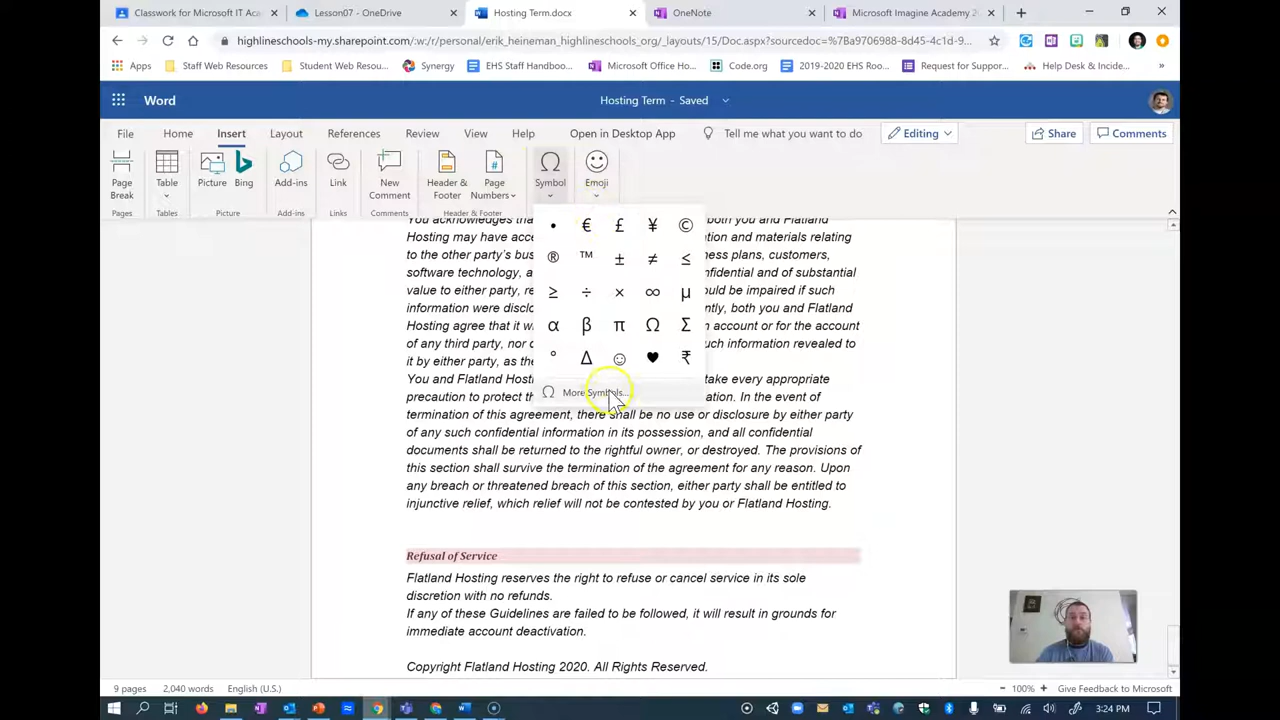 Classwork for Microsoft IT Aca
Lesson07 - OneDrive
Hosting Term.docx
OneNote
Microsoft Imagine Academy 2
highlineschools-my.sharepoint.com/:w:/r/personal/erik_heineman_highlineschools_org/_layouts/15/Doc.aspx?sourcedoc=%7Ba9706988-8d45-4c1d-9...
Apps
Staff Web Resources
Student Web Resou...
Synergy
EHS Staff Handboo...
Microsoft Office Ho...
Code.org
2019-2020 EHS Roo...
Request for Suppor...
Help Desk & Incide...
»
Word
Hosting Term - Saved
File Home Insert Layout References Review View Help Open in Desktop App Tell me what you want to do Editing Share Comments
Page Break
Table
Picture
Bing
Add-ins
Link
New Comment
Header & Footer
Page Numbers
Symbol
Emoji
Pages
Tables
Picture
Add-ins
Links
Comments
Header & Footer
• € £ ¥ ©
® ™ ± ≠ ≤
≥ ÷ × ∞ µ
α β π Ω Σ
° Δ ☺ ♥ ₹
Ω More Symbols...
You acknowledges tha both you and Flatland
Hosting may have acce tion and materials relating
to the other party's bus ness plans, customers,
software technology, a nfidential and of substantial
value to either party, re ould be impaired if such
information were disclo ntly, both you and Flatland
Hosting agree that it w n account or for the account
of any third party, nor d uch information revealed to
it by either party, as the
You and Flatland Hosti take every appropriate
precaution to protect th ation. In the event of
termination of this agreement, there shall be no use or disclosure by either party
of any such confidential information in its possession, and all confidential
documents shall be returned to the rightful owner, or destroyed. The provisions of
this section shall survive the termination of the agreement for any reason. Upon
any breach or threatened breach of this section, either party shall be entitled to
injunctive relief, which relief will not be contested by you or Flatland Hosting.
Refusal of Service
Flatland Hosting reserves the right to refuse or cancel service in its sole
discretion with no refunds.
If any of these Guidelines are failed to be followed, it will result in grounds for
immediate account deactivation.
Copyright Flatland Hosting 2020. All Rights Reserved.
9 pages 2,040 words English (U.S.)
100% Give Feedback to Microsoft
3:24 PM